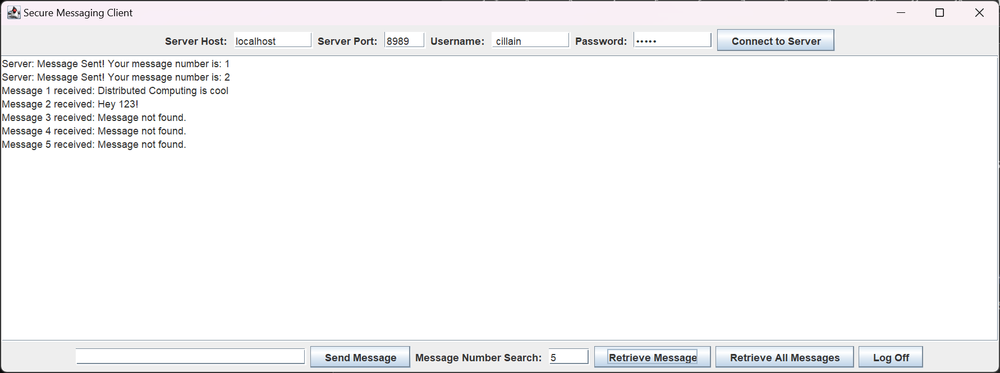 Secure Messaging Client
Server Host: localhost Server Port: 8989 Username: cillain Password: ••••• Connect to Server
Server: Message Sent! Your message number is: 1
Server: Message Sent! Your message number is: 2
Message 1 received: Distributed Computing is cool
Message 2 received: Hey 123!
Message 3 received: Message not found.
Message 4 received: Message not found.
Message 5 received: Message not found.
Send Message Message Number Search: 5 Retrieve Message Retrieve All Messages Log Off